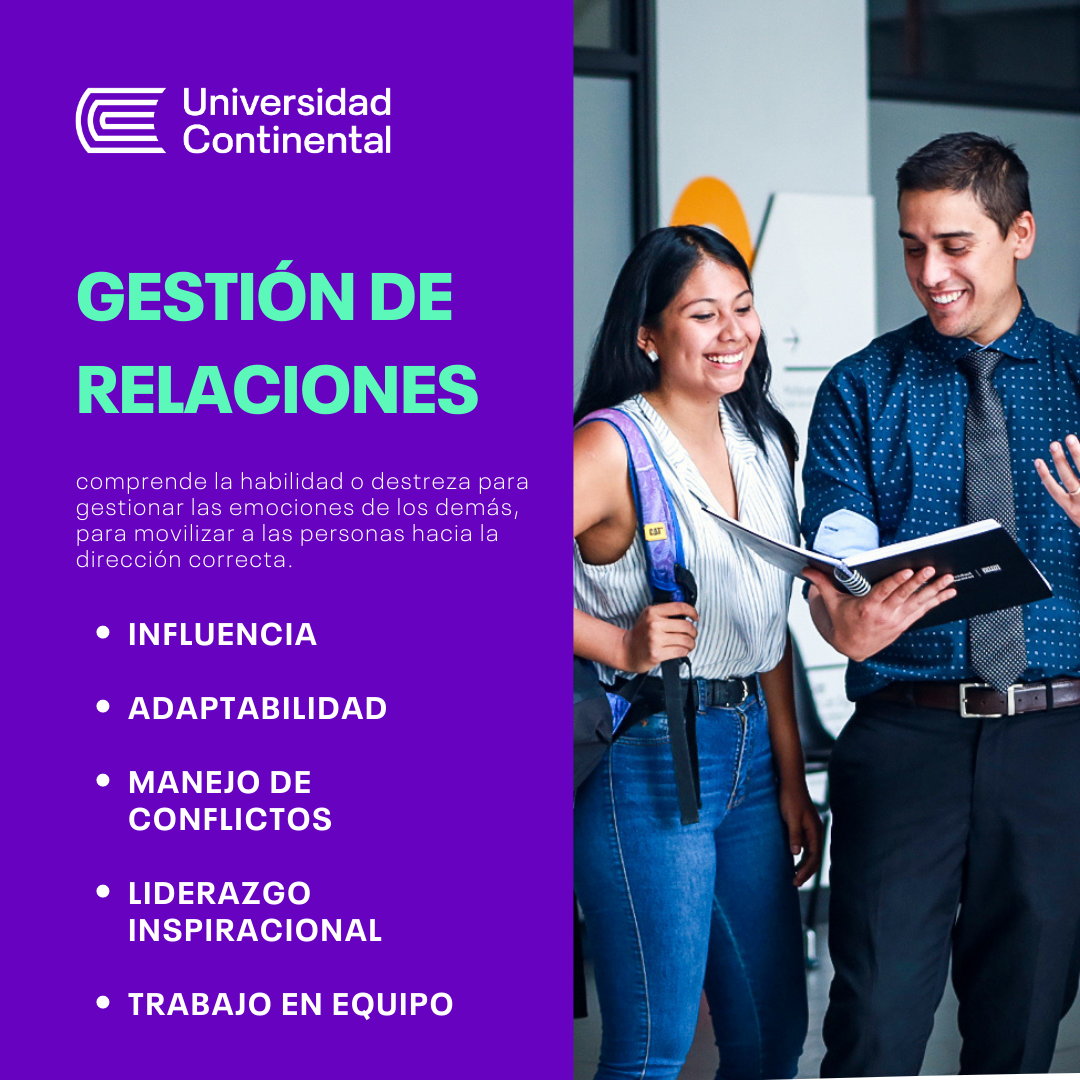 Universidad
Continental
GESTIÓN DE
RELACIONES
comprende la habilidad o destreza para
gestionar las emociones de los demás,
para movilizar a las personas hacia la
dirección correcta.
• INFLUENCIA
• ADAPTABILIDAD
• MANEJO DE
CONFLICTOS
• LIDERAZGO
INSPIRACIONAL
• TRABAJO EN EQUIPO
CAT